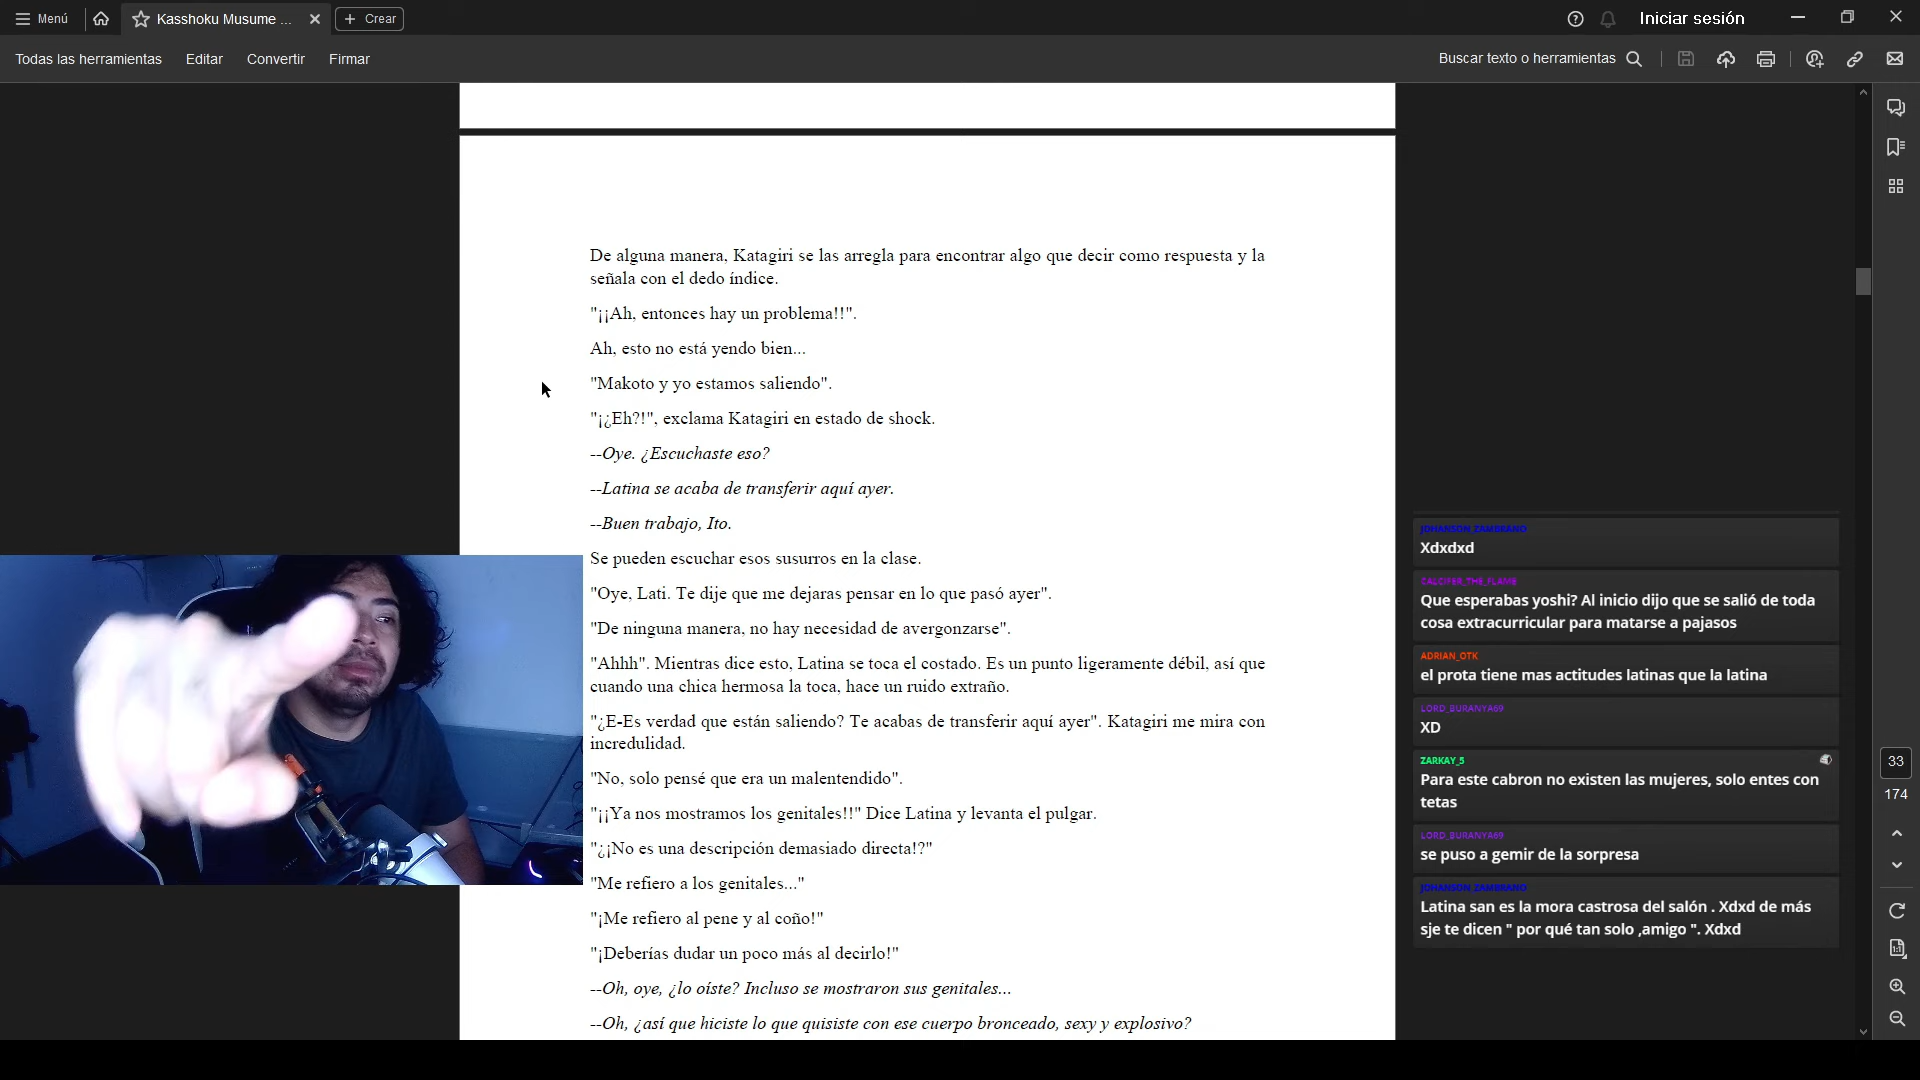 Menú
Kasshoku Musume ...
Crear
Iniciar sesión
Todas las herramientas
Editar
Convertir
Firmar
Buscar texto o herramientas
De alguna manera, Katagiri se las arregla para encontrar algo que decir como respuesta y la
señala con el dedo índice.
"¡¡Ah, entonces hay un problema!!".
Ah, esto no está yendo bien...
"Makoto y yo estamos saliendo".
"¡¿Eh?!", exclama Katagiri en estado de shock.
--Oye. ¿Escuchaste eso?
--Latina se acaba de transferir aquí ayer.
--Buen trabajo, Ito.
Se pueden escuchar esos susurros en la clase.
"Oye, Lati. Te dije que me dejaras pensar en lo que pasó ayer".
"De ninguna manera, no hay necesidad de avergonzarse".
"Ahhh". Mientras dice esto, Latina se toca el costado. Es un punto ligeramente débil, así que
cuando una chica hermosa la toca, hace un ruido extraño.
"¿E-Es verdad que están saliendo? Te acabas de transferir aquí ayer". Katagiri me mira con
incredulidad.
"No, solo pensé que era un malentendido".
"¡¡Ya nos mostramos los genitales!!" Dice Latina y levanta el pulgar.
"¿¡No es una descripción demasiado directa!?"
"Me refiero a los genitales..."
"¡Me refiero al pene y al coño!"
"¡Deberías dudar un poco más al decirlo!"
--Oh, oye, ¿lo oíste? Incluso se mostraron sus genitales...
--Oh, ¿así que hiciste lo que quisiste con ese cuerpo bronceado, sexy y explosivo?
JOHANSON_ZAMBRANO
Xdxdxd
CALCIFER_THE_FLAME
Que esperabas yoshi? Al inicio dijo que se salió de toda
cosa extracurricular para matarse a pajasos
ADRIAN_OTK
el prota tiene mas actitudes latinas que la latina
LORD_BURANYA69
XD
ZARKAY_5
Para este cabron no existen las mujeres, solo entes con
tetas
LORD_BURANYA69
se puso a gemir de la sorpresa
JOHANSON_ZAMBRANO
Latina san es la mora castrosa del salón . Xdxd de más
sje te dicen " por qué tan solo ,amigo ". Xdxd
33
174
1:1